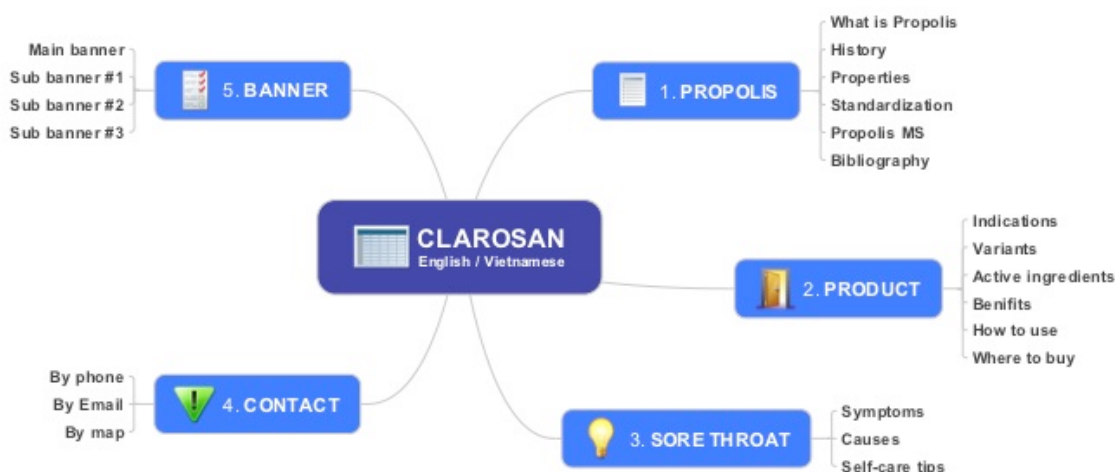 CLAROSAN
English / Vietnamese
1. PROPOLIS
What is Propolis
History
Properties
Standardization
Propolis MS
Bibliography
2. PRODUCT
Indications
Variants
Active ingredients
Benifits
How to use
Where to buy
3. SORE THROAT
Symptoms
Causes
Self-care tips
4. CONTACT
By phone
By Email
By map
5. BANNER
Main banner
Sub banner #1
Sub banner #2
Sub banner #3